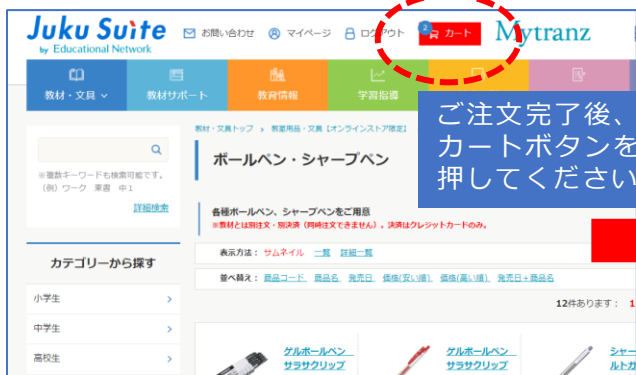 Juku Suite
by Educational Network
お問い合わせ
マイページ
ログアウト
2
カート
Mytranz
教材・文具
教材サポート
教育情報
学習指導
ご注文完了後、
カートボタンを
押してください
教材・文具トップ > 教室用品・文具【オンラインストア限定】
ボールペン・シャープペン
※複数キーワードも検索可能です。
(例) ワーク 東書 中1
詳細検索
各種ボールペン、シャープペンをご用意
※教材とは別注文・別決済(同時注文できません)。決済はクレジットカードのみ。
表示方法: サムネイル 一覧 詳細一覧
並べ替え: 商品コード 商品名 発売日 価格(安い順) 価格(高い順) 発売日+商品名
12件あります: 1
カテゴリーから探す
小学生
中学生
高校生
ゲルボールペン
サラサクリップ
ゲルボールペン
サラサクリップ
シャー
ルトガ